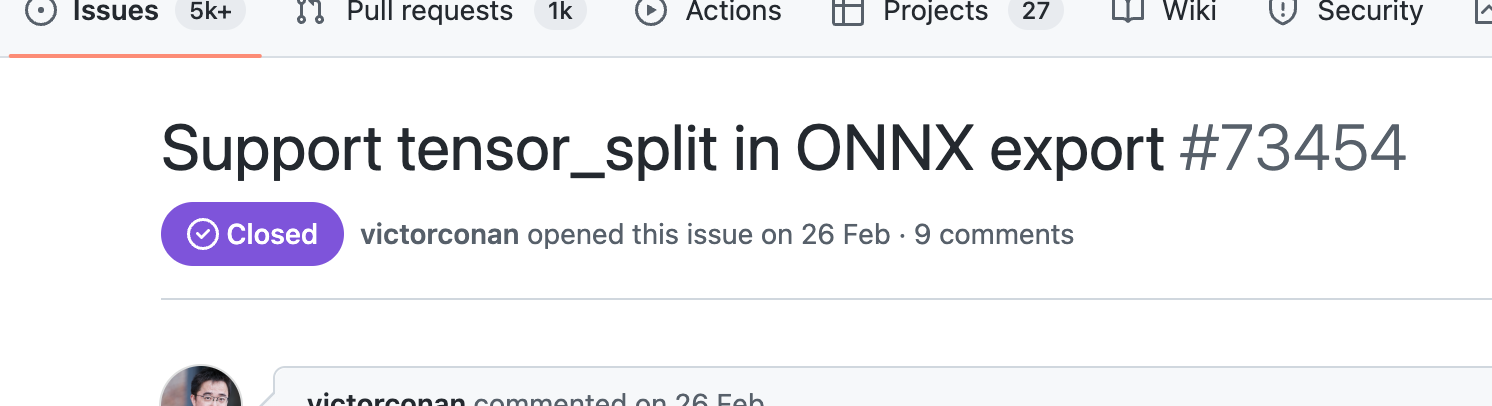 Issues 5k+ Pull requests 1k Actions Projects 27 Wiki Security
Support tensor_split in ONNX export #73454
Closed victorconan opened this issue on 26 Feb · 9 comments
victorconan commented on 26 Feb